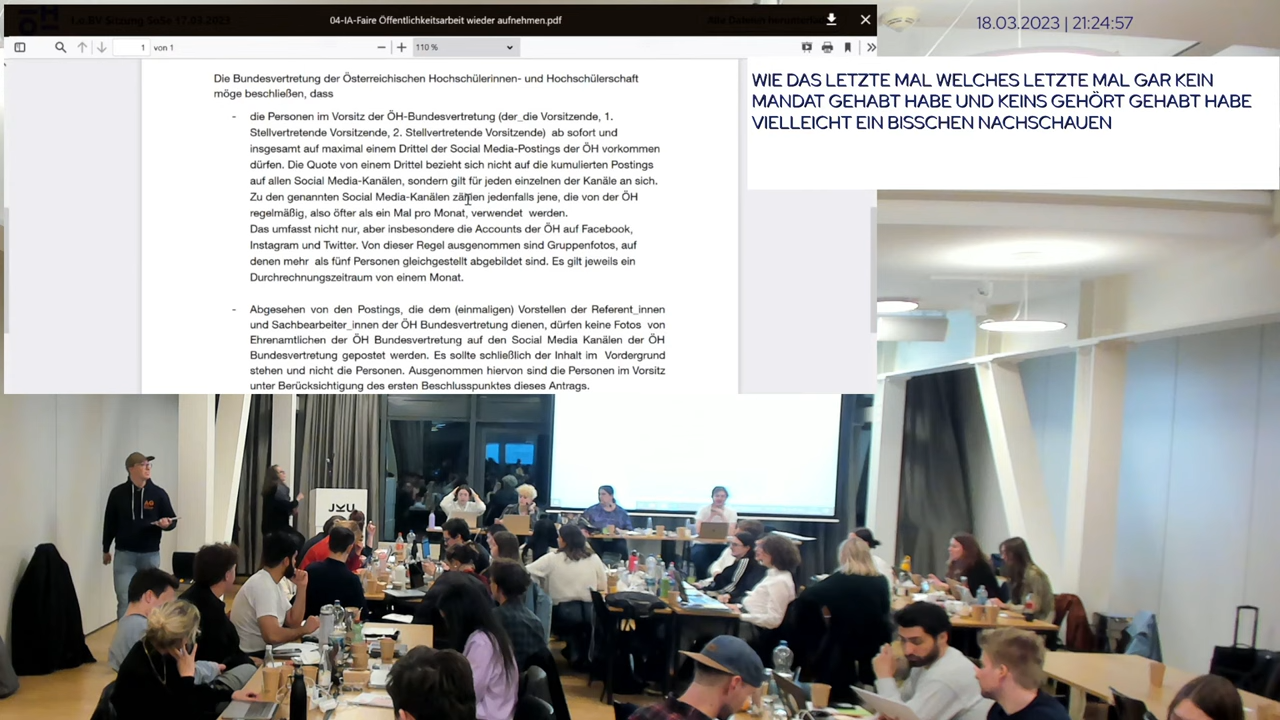 1.o.BV Sitzung SoSe 17.03.2023
04-IA-Faire Öffentlichkeitsarbeit wieder aufnehmen.pdf
18.03.2023 | 21:24:57
1 von 1
110 %
WIE DAS LETZTE MAL WELCHES LETZTE MAL GAR KEIN
MANDAT GEHABT HABE UND KEINS GEHÖRT GEHABT HABE
VIELLEICHT EIN BISSCHEN NACHSCHAUEN
Die Bundesvertretung der Österreichischen Hochschülerinnen- und Hochschülerschaft
möge beschließen, dass
- die Personen im Vorsitz der ÖH-Bundesvertretung (der_die Vorsitzende, 1.
Stellvertretende Vorsitzende, 2. Stellvertretende Vorsitzende) ab sofort und
insgesamt auf maximal einem Drittel der Social Media-Postings der ÖH vorkommen
dürfen. Die Quote von einem Drittel bezieht sich nicht auf die kumulierten Postings
auf allen Social Media-Kanälen, sondern gilt für jeden einzelnen der Kanäle an sich.
Zu den genannten Social Media-Kanälen zählen jedenfalls jene, die von der ÖH
regelmäßig, also öfter als ein Mal pro Monat, verwendet werden.
Das umfasst nicht nur, aber insbesondere die Accounts der ÖH auf Facebook,
Instagram und Twitter. Von dieser Regel ausgenommen sind Gruppenfotos, auf
denen mehr als fünf Personen gleichgestellt abgebildet sind. Es gilt jeweils ein
Durchrechnungszeitraum von einem Monat.
- Abgesehen von den Postings, die dem (einmaligen) Vorstellen der Referent_innen
und Sachbearbeiter_innen der ÖH Bundesvertretung dienen, dürfen keine Fotos von
Ehrenamtlichen der ÖH Bundesvertretung auf den Social Media Kanälen der ÖH
Bundesvertretung gepostet werden. Es sollte schließlich der Inhalt im Vordergrund
stehen und nicht die Personen. Ausgenommen hiervon sind die Personen im Vorsitz
unter Berücksichtigung des ersten Beschlusspunktes dieses Antrags.
JKU